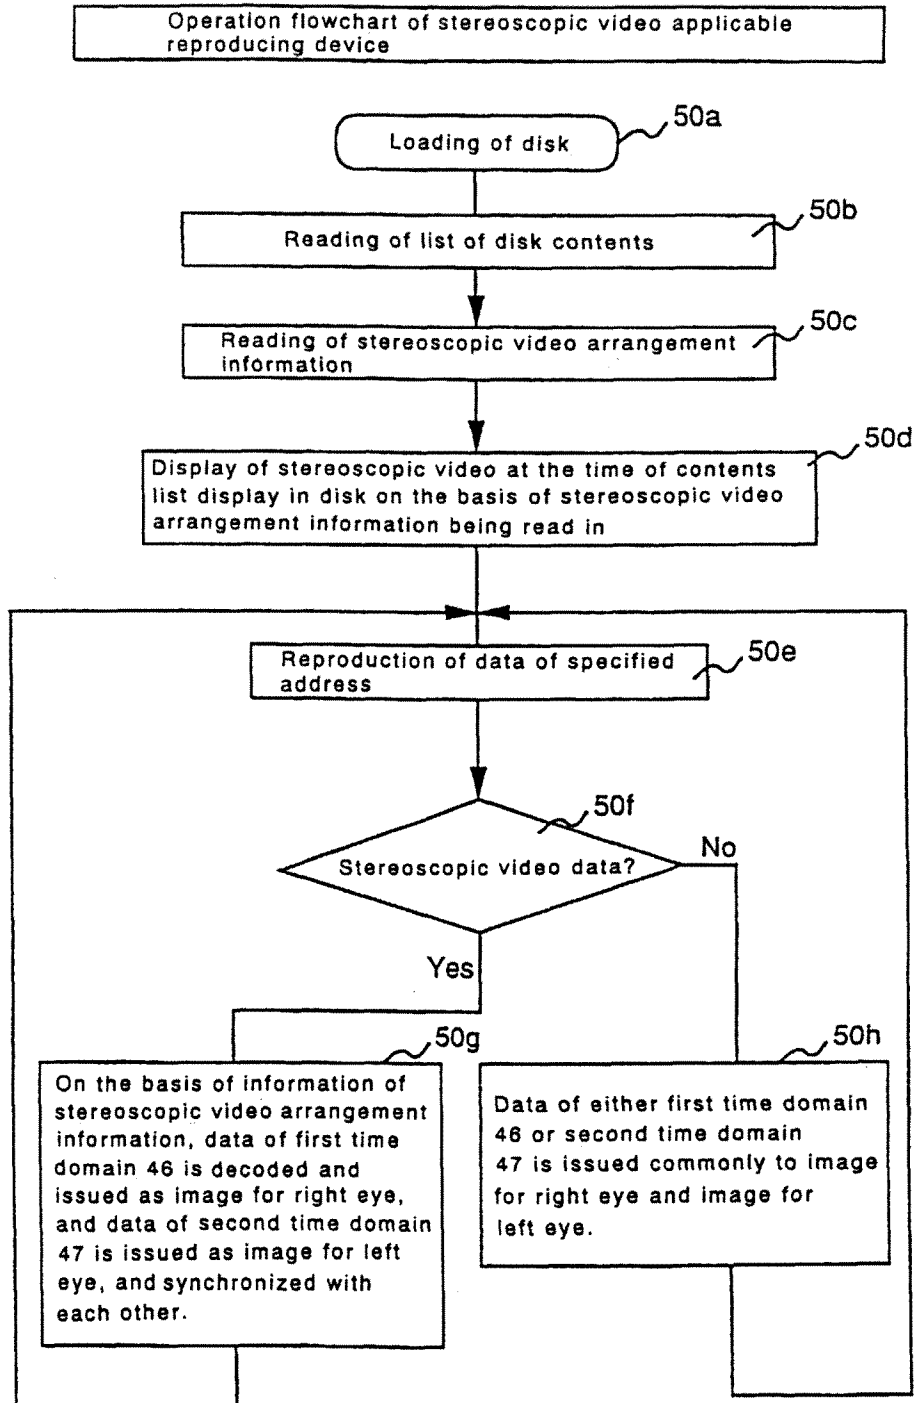 Operation flowchart of stereoscopic video applicable
reproducing device
50a
Loading of disk
50b
Reading of list of disk contents
50c
Reading of stereoscopic video arrangement
information
50d
Display of stereoscopic video at the time of contents
list display in disk on the basis of stereoscopic video
arrangement information being read in
50e
Reproduction of data of specified
address
50f
Stereoscopic video data?
No
Yes
50g
On the basis of information of
stereoscopic video arrangement
information, data of first time
domain 46 is decoded and
issued as image for right eye,
and data of second time domain
47 is issued as image for left
eye, and synchronized with
each other.
50h
Data of either first time domain
46 or second time domain
47 is issued commonly to image
for right eye and image for
left eye.